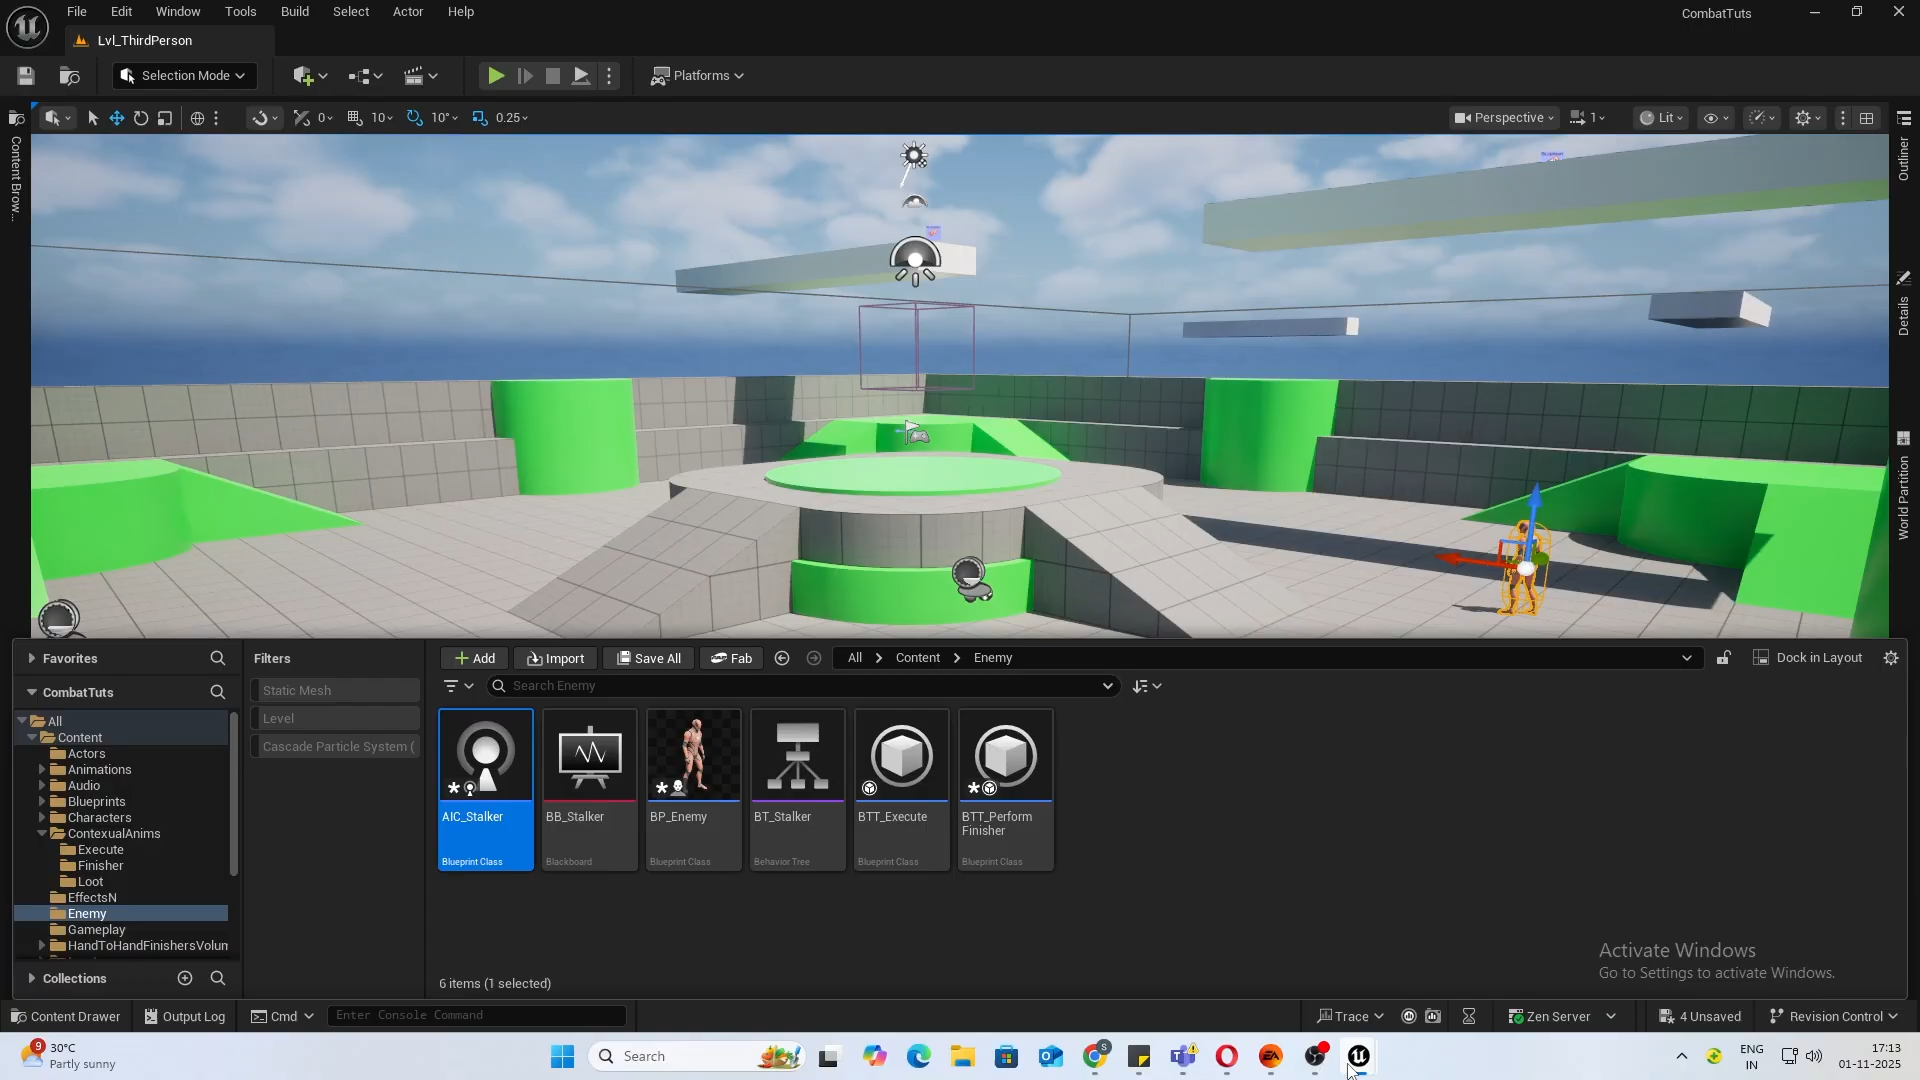 File Edit Window Tools Build Select Actor Help
CombatTuts
Lvl_ThirdPerson
Selection Mode
Platforms
0 10 10° 0.25
Perspective 1 Lit
Content Brow...
Outliner
Details
World Partition
Favorites
Filters
Add Import Save All Fab All Content Enemy Dock in Layout
CombatTuts
Static Mesh
Search Enemy
Level
Cascade Particle System (
All
Content
Actors
Animations
Audio
Blueprints
Characters
ContexualAnims
Execute
Finisher
Loot
EffectsN
Enemy
Gameplay
HandToHandFinishersVolun
Collections
AIC_Stalker
Blueprint Class
BB_Stalker
Blackboard
BP_Enemy
Blueprint Class
BT_Stalker
Behavior Tree
BTT_Execute
Blueprint Class
BTT_Perform
Finisher
Blueprint Class
6 items (1 selected)
Activate Windows
Go to Settings to activate Windows.
Content Drawer Output Log Cmd Enter Console Command Trace Zen Server 4 Unsaved Revision Control
9
30°C
Partly sunny
Search
S
EA
ENG
IN
17:13
01-11-2025